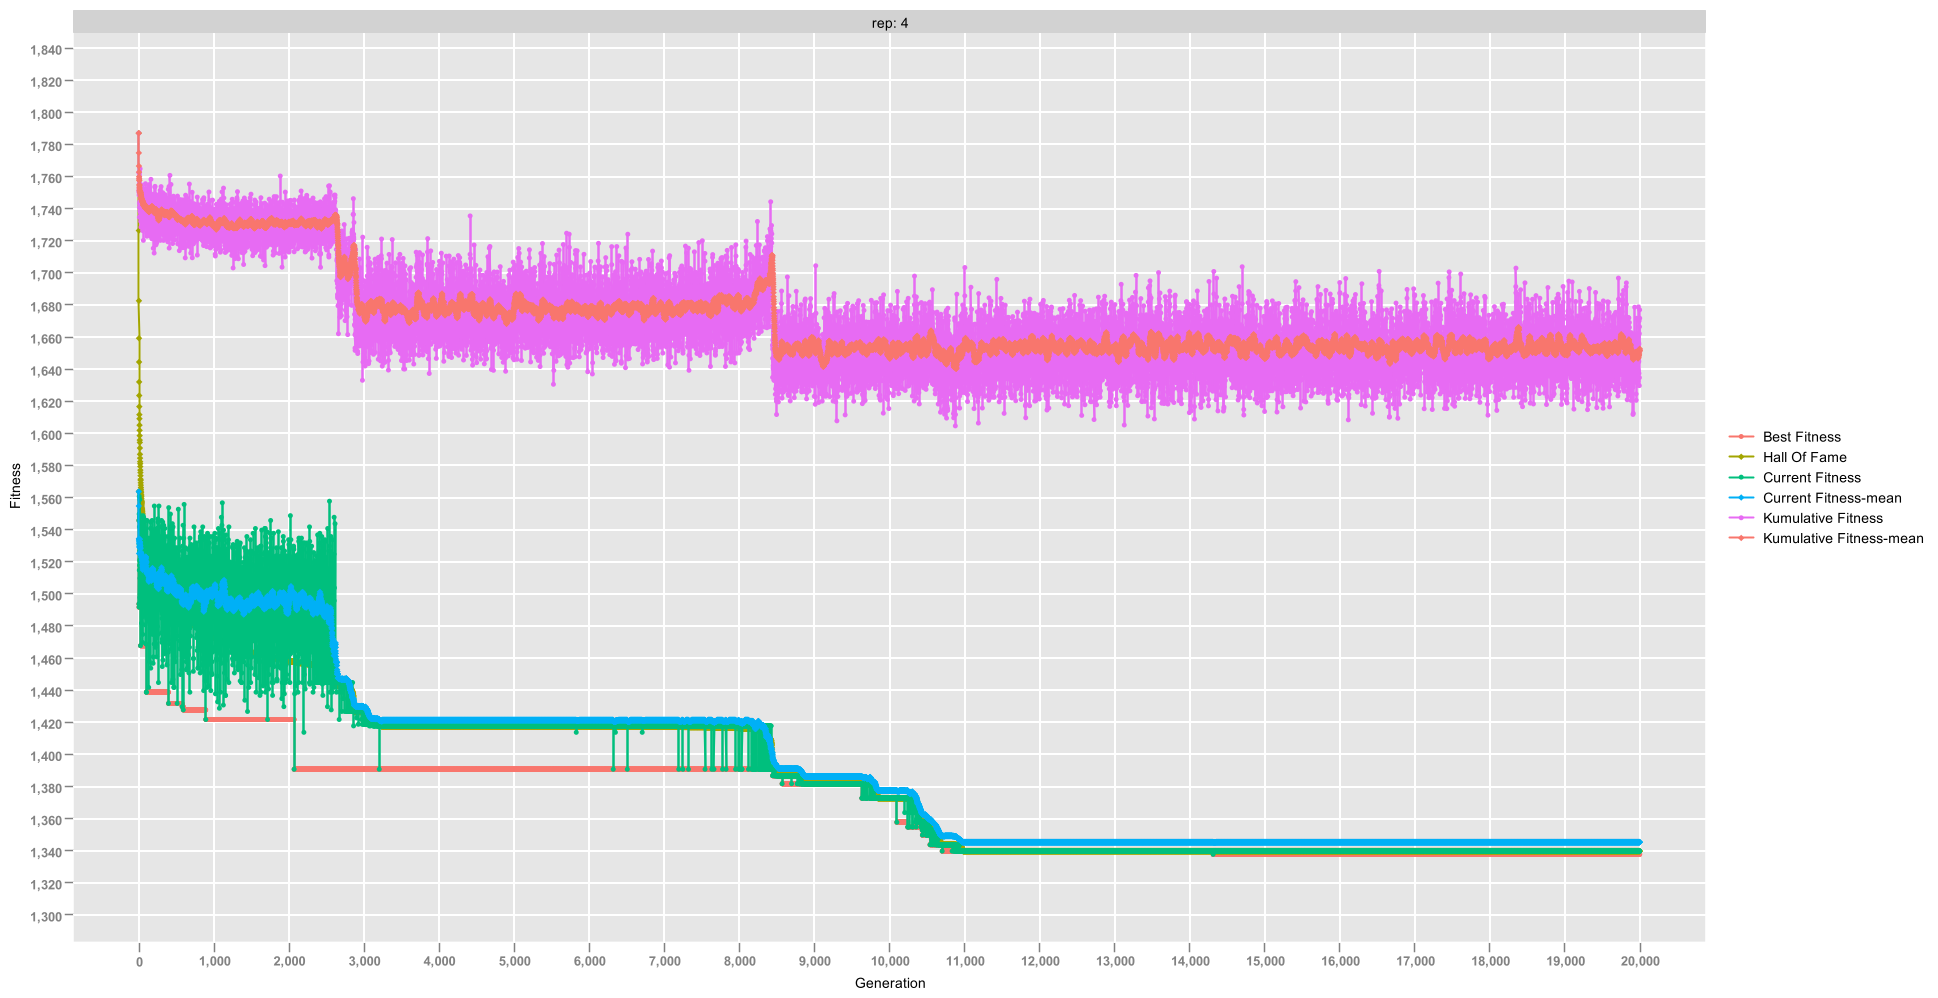 rep: 4
1,840
1,820
1,800
1,780
1,760
1,740
1,720
1,700
1,680
1,660
1,640
1,620
1,600
1,580
1,560
1,540
1,520
1,500
1,480
1,460
1,440
1,420
1,400
1,380
1,360
1,340
1,320
1,300
Fitness
0 1,000 2,000 3,000 4,000 5,000 6,000 7,000 8,000 9,000 10,000 11,000 12,000 13,000 14,000 15,000 16,000 17,000 18,000 19,000 20,000
Generation
Best Fitness
Hall Of Fame
Current Fitness
Current Fitness-mean
Kumulative Fitness
Kumulative Fitness-mean